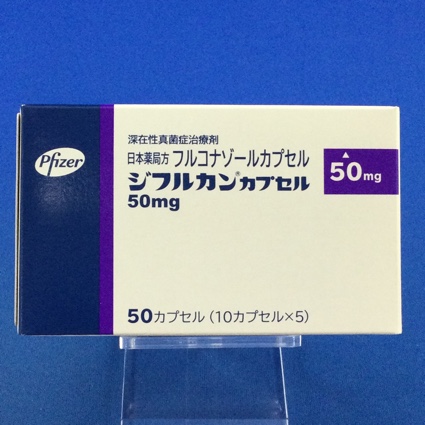 Pfizer
深在性真菌症治療剤
日本薬局方 フルコナゾールカプセル
ジフルカン®カプセル
50mg
50mg
50カプセル(10カプセル×5)